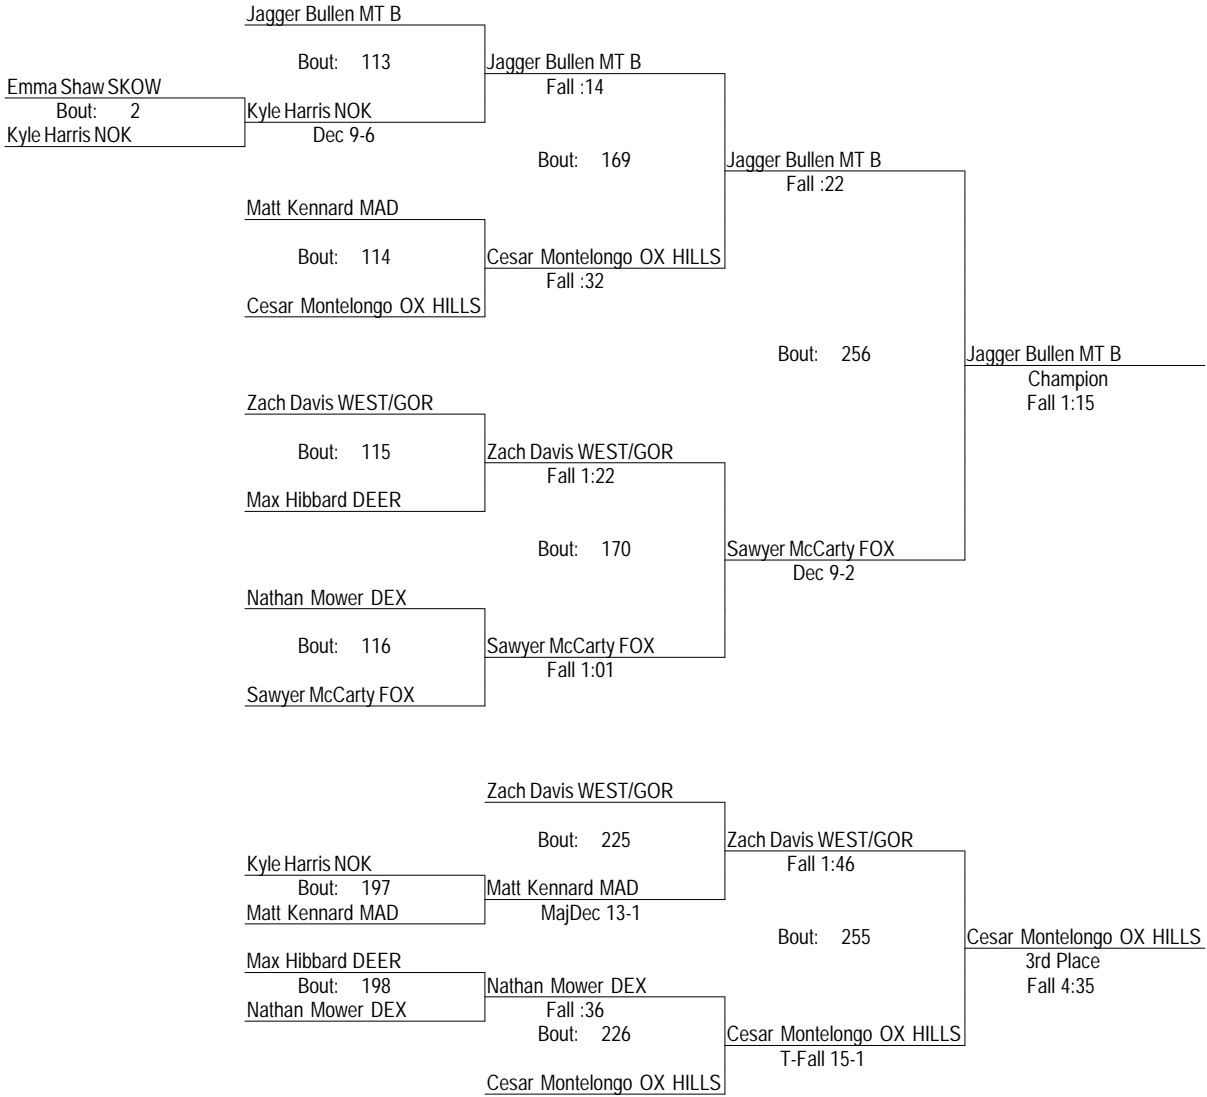 Jagger Bullen MT B
Bout: 113
Jagger Bullen MT B
Fall :14
Emma Shaw SKOW
Bout: 2
Kyle Harris NOK
Kyle Harris NOK
Dec 9-6
Bout: 169
Jagger Bullen MT B
Fall :22
Matt Kennard MAD
Bout: 114
Cesar Montelongo OX HILLS
Fall :32
Cesar Montelongo OX HILLS
Bout: 256
Jagger Bullen MT B
Champion
Fall 1:15
Zach Davis WEST/GOR
Bout: 115
Zach Davis WEST/GOR
Fall 1:22
Max Hibbard DEER
Bout: 170
Sawyer McCarty FOX
Dec 9-2
Nathan Mower DEX
Bout: 116
Sawyer McCarty FOX
Fall 1:01
Sawyer McCarty FOX
Zach Davis WEST/GOR
Bout: 225
Zach Davis WEST/GOR
Fall 1:46
Kyle Harris NOK
Bout: 197
Matt Kennard MAD
Matt Kennard MAD
MajDec 13-1
Bout: 255
Cesar Montelongo OX HILLS
3rd Place
Fall 4:35
Max Hibbard DEER
Bout: 198
Nathan Mower DEX
Nathan Mower DEX
Fall :36
Bout: 226
Cesar Montelongo OX HILLS
T-Fall 15-1
Cesar Montelongo OX HILLS